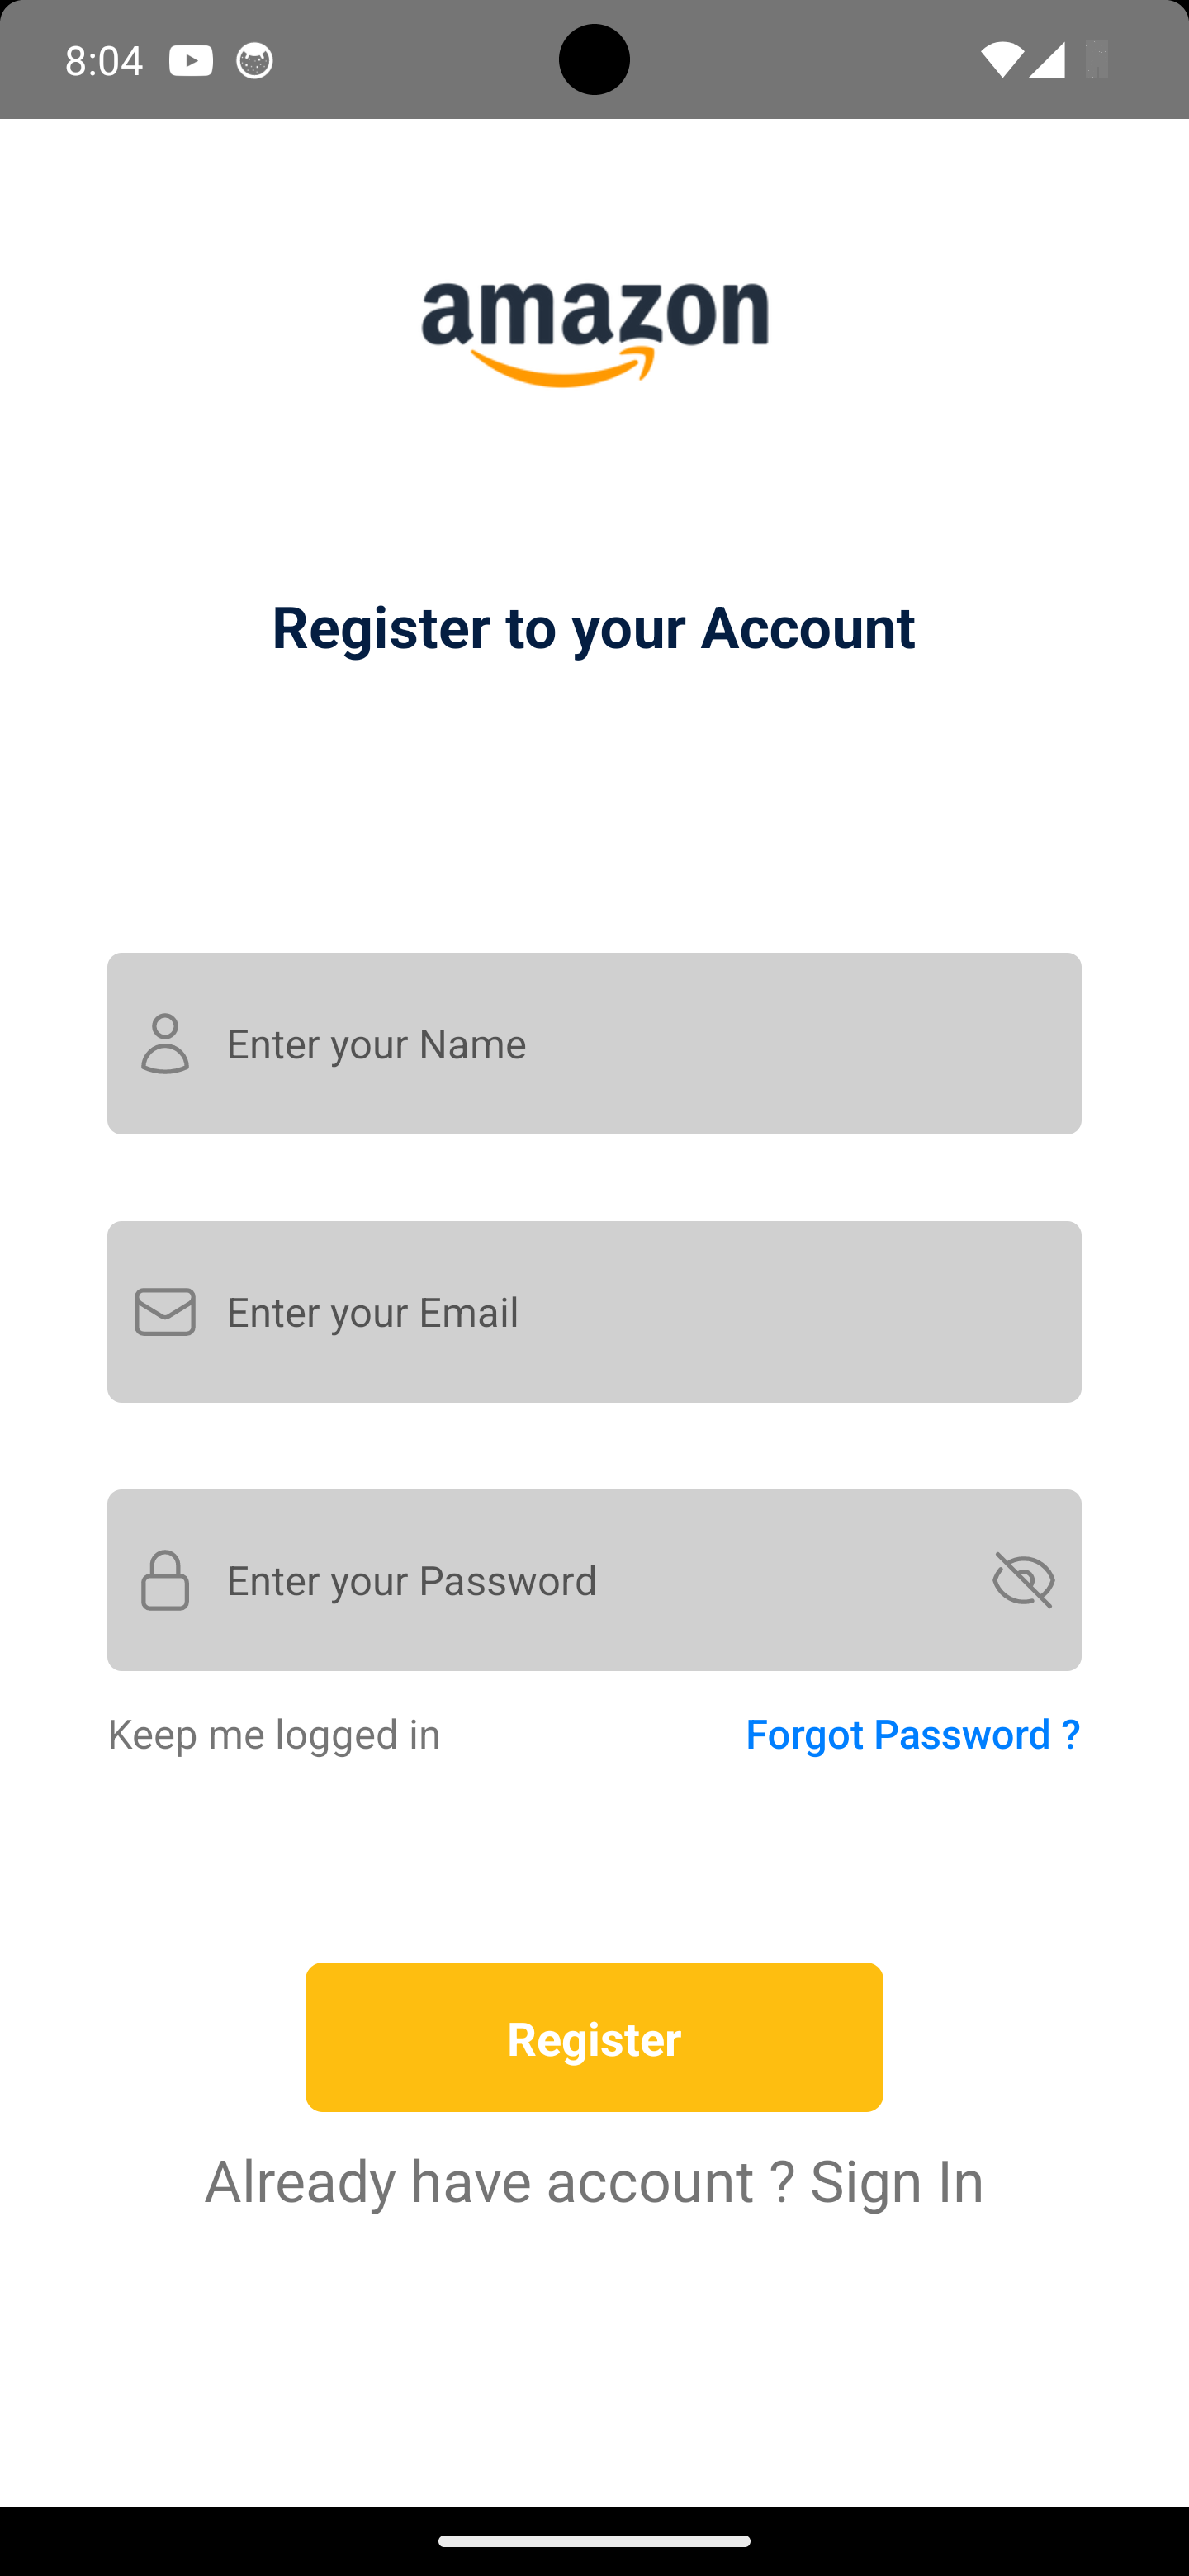 8:04
amazon
Register to your Account
Enter your Name
Enter your Email
Enter your Password
Keep me logged in Forgot Password ?
Register
Already have account ? Sign In